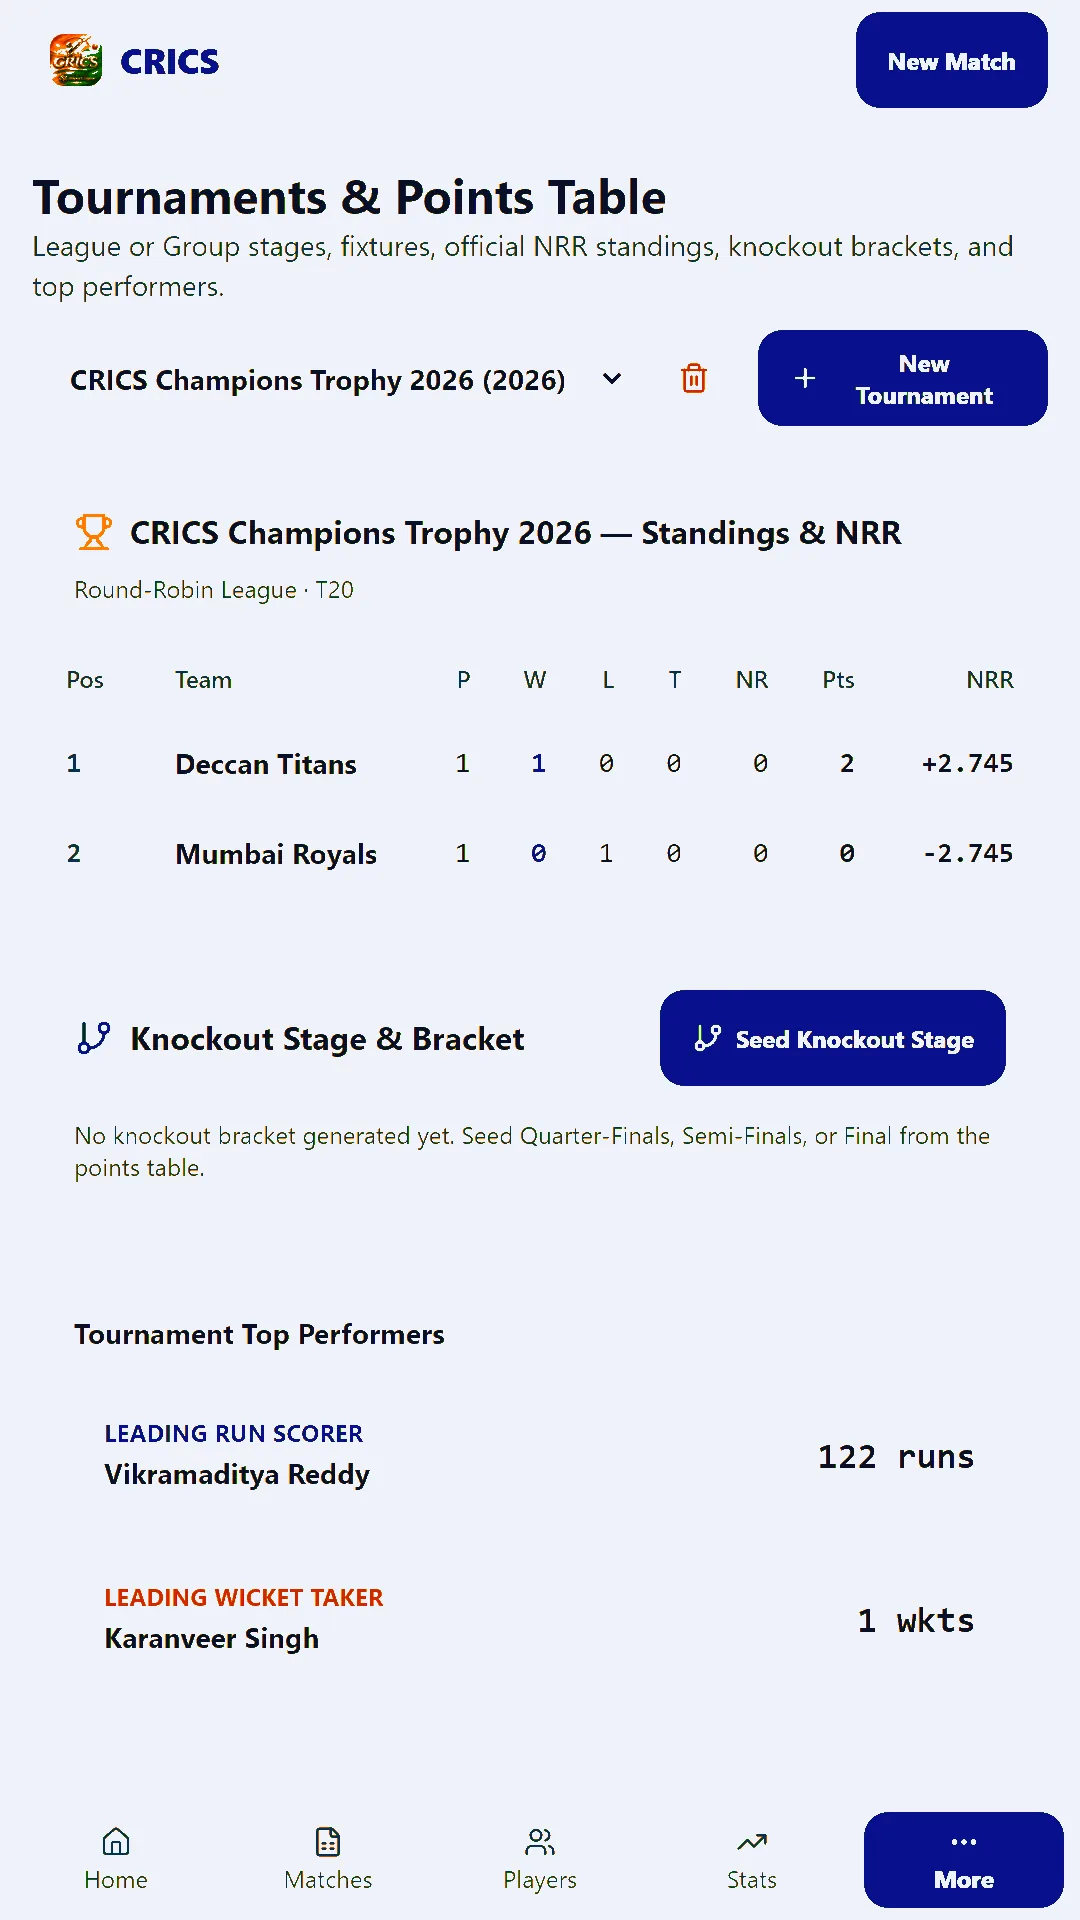 CRICS
CRICS
New Match
Tournaments & Points Table
League or Group stages, fixtures, official NRR standings, knockout brackets, and
top performers.
CRICS Champions Trophy 2026 (2026)
New
Tournament
CRICS Champions Trophy 2026 — Standings & NRR
Round-Robin League · T20
Pos Team P W L T NR Pts NRR
1 Deccan Titans 1 1 0 0 0 2 +2.745
2 Mumbai Royals 1 0 1 0 0 0 -2.745
Knockout Stage & Bracket
Seed Knockout Stage
No knockout bracket generated yet. Seed Quarter-Finals, Semi-Finals, or Final from the
points table.
Tournament Top Performers
LEADING RUN SCORER
Vikramaditya Reddy
122 runs
LEADING WICKET TAKER
Karanveer Singh
1 wkts
Home Matches Players Stats More